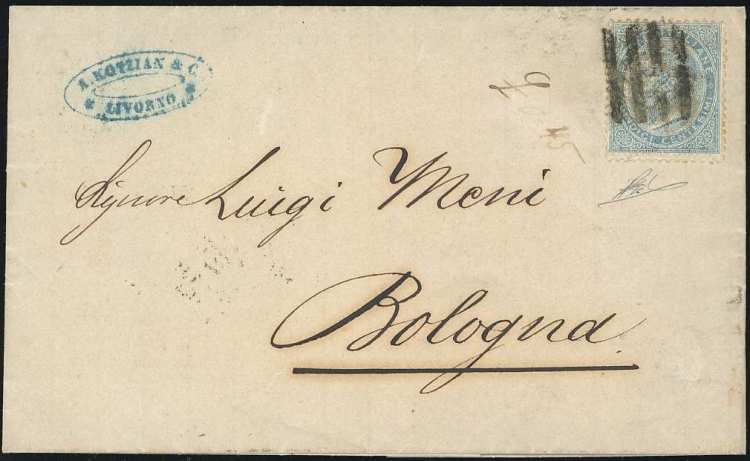 A. KOTZIAN & C.
LIVORNO
Signore Luigi Meni
Bologna